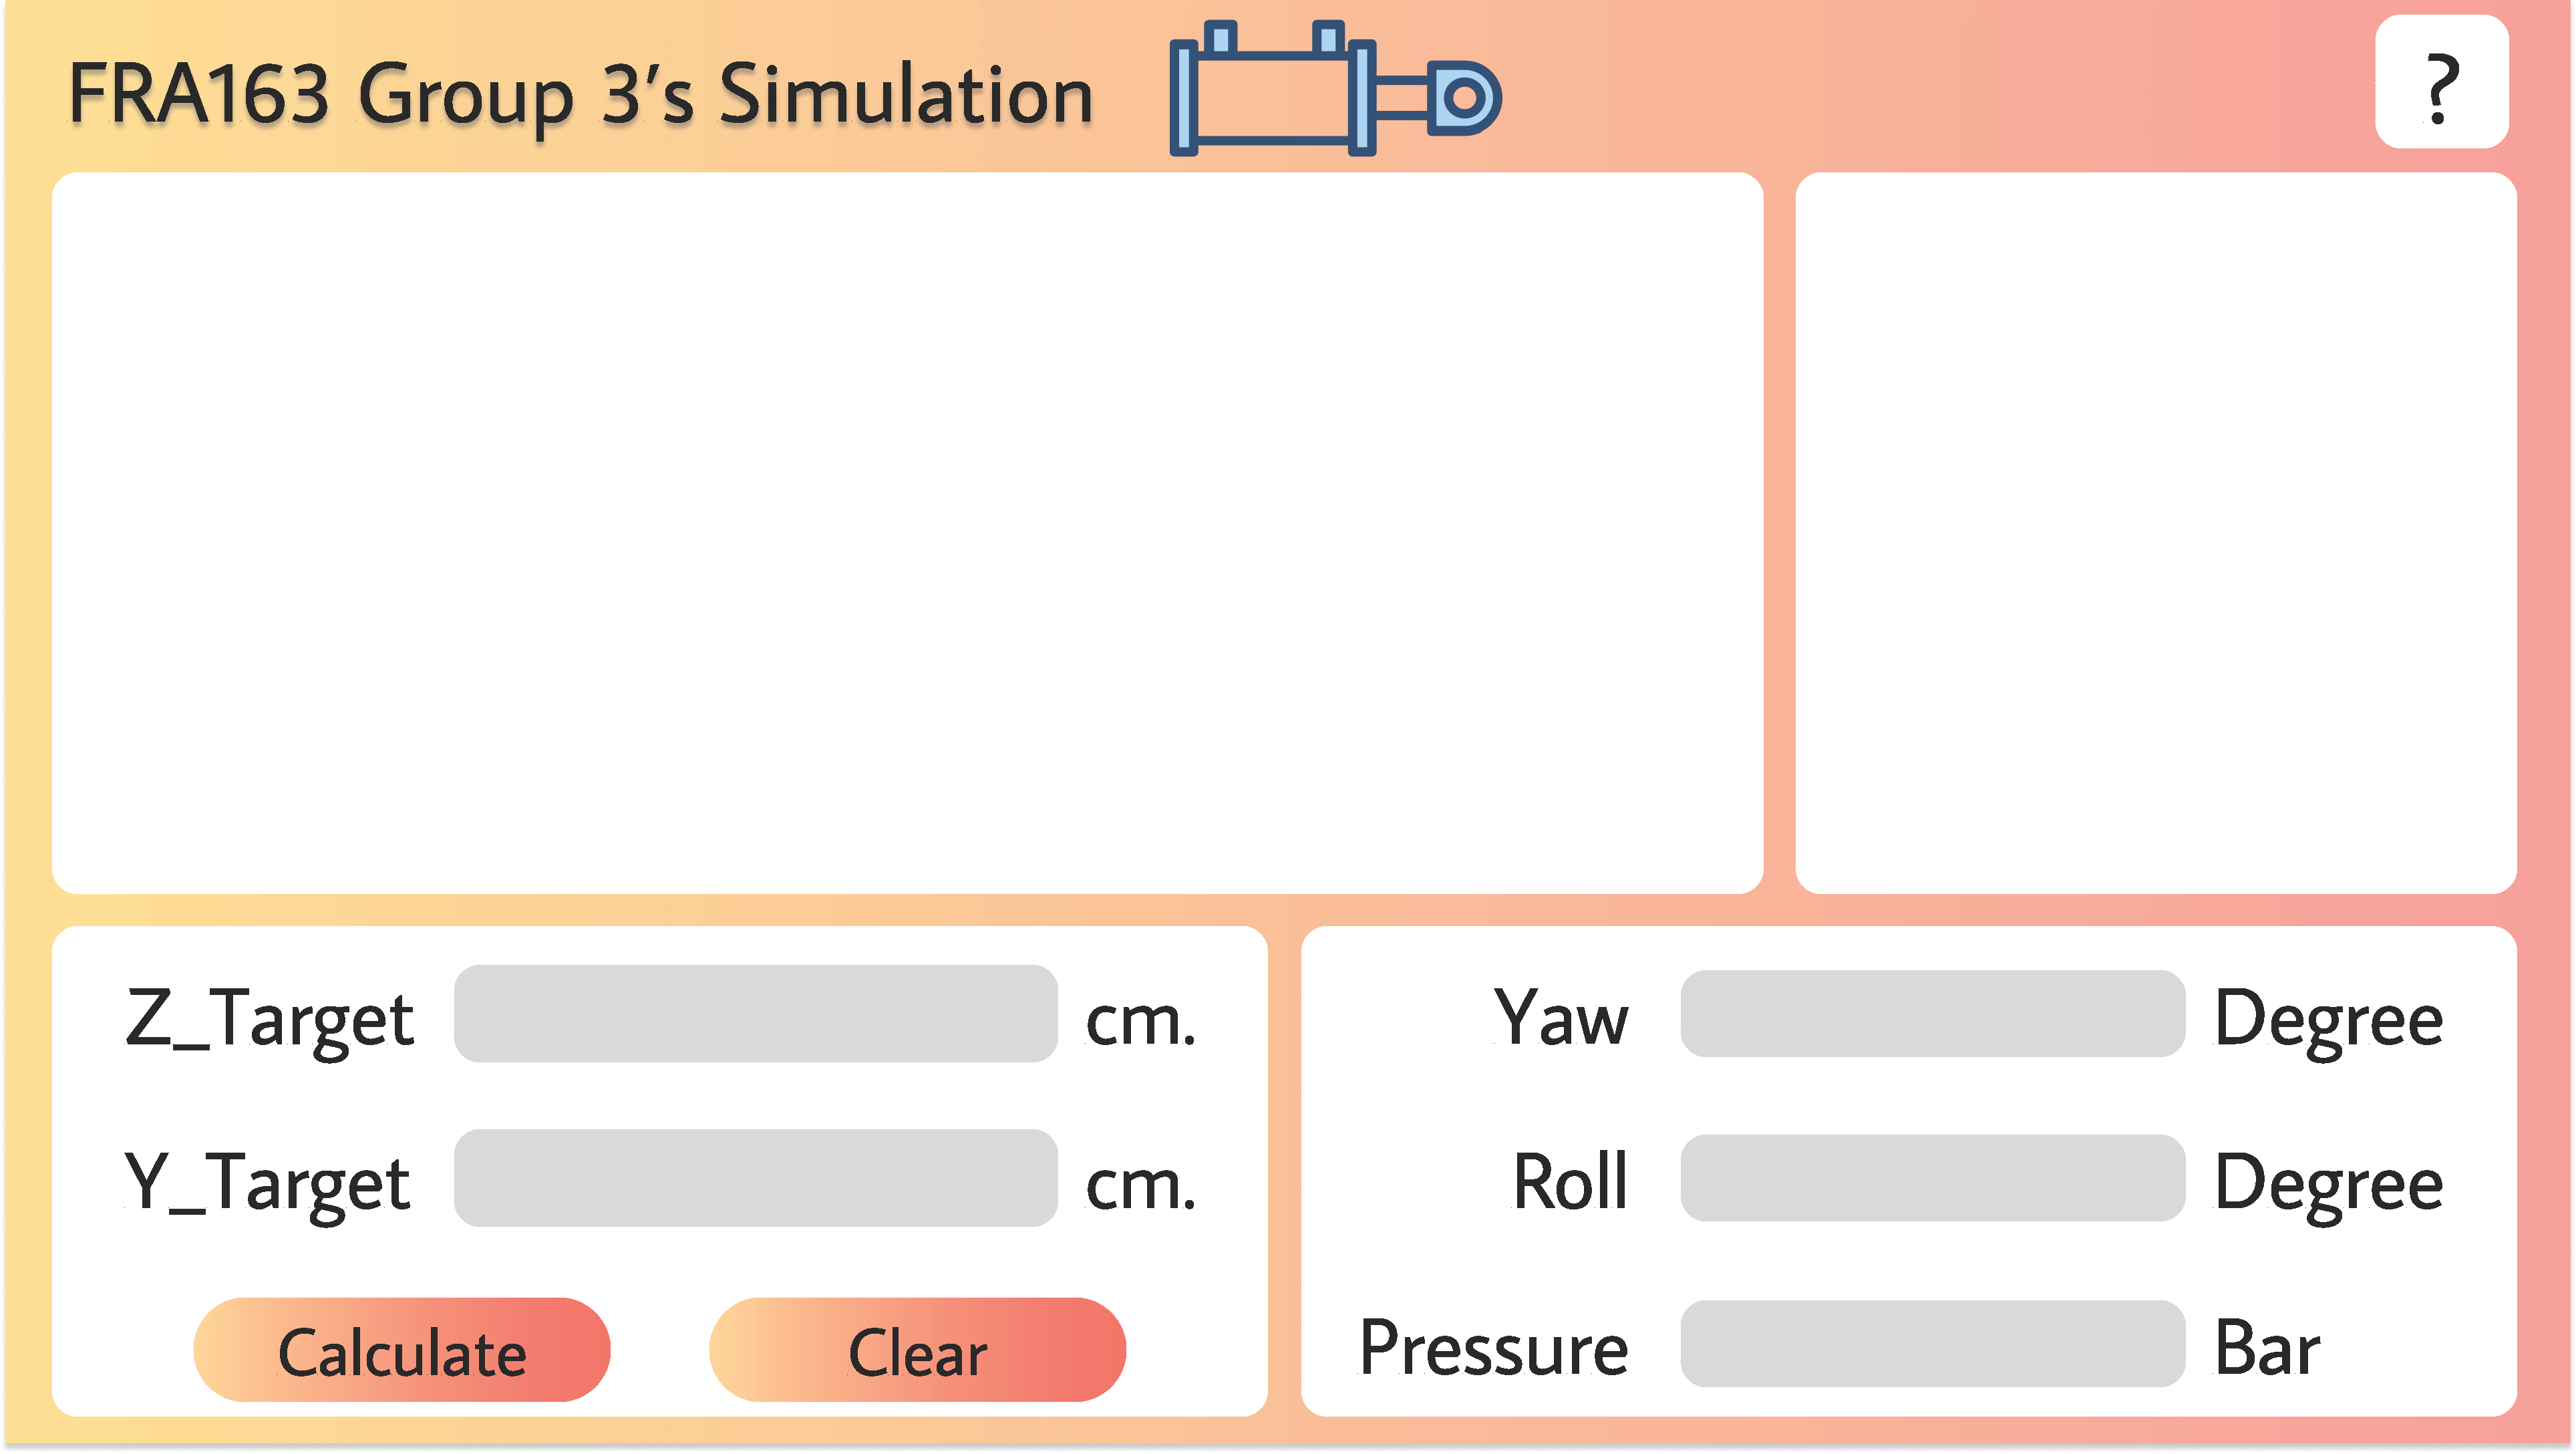 FRA163 Group 3’s Simulation
?
Z_Target cm.
Y_Target cm.
Calculate Clear
Yaw Degree
Roll Degree
Pressure Bar